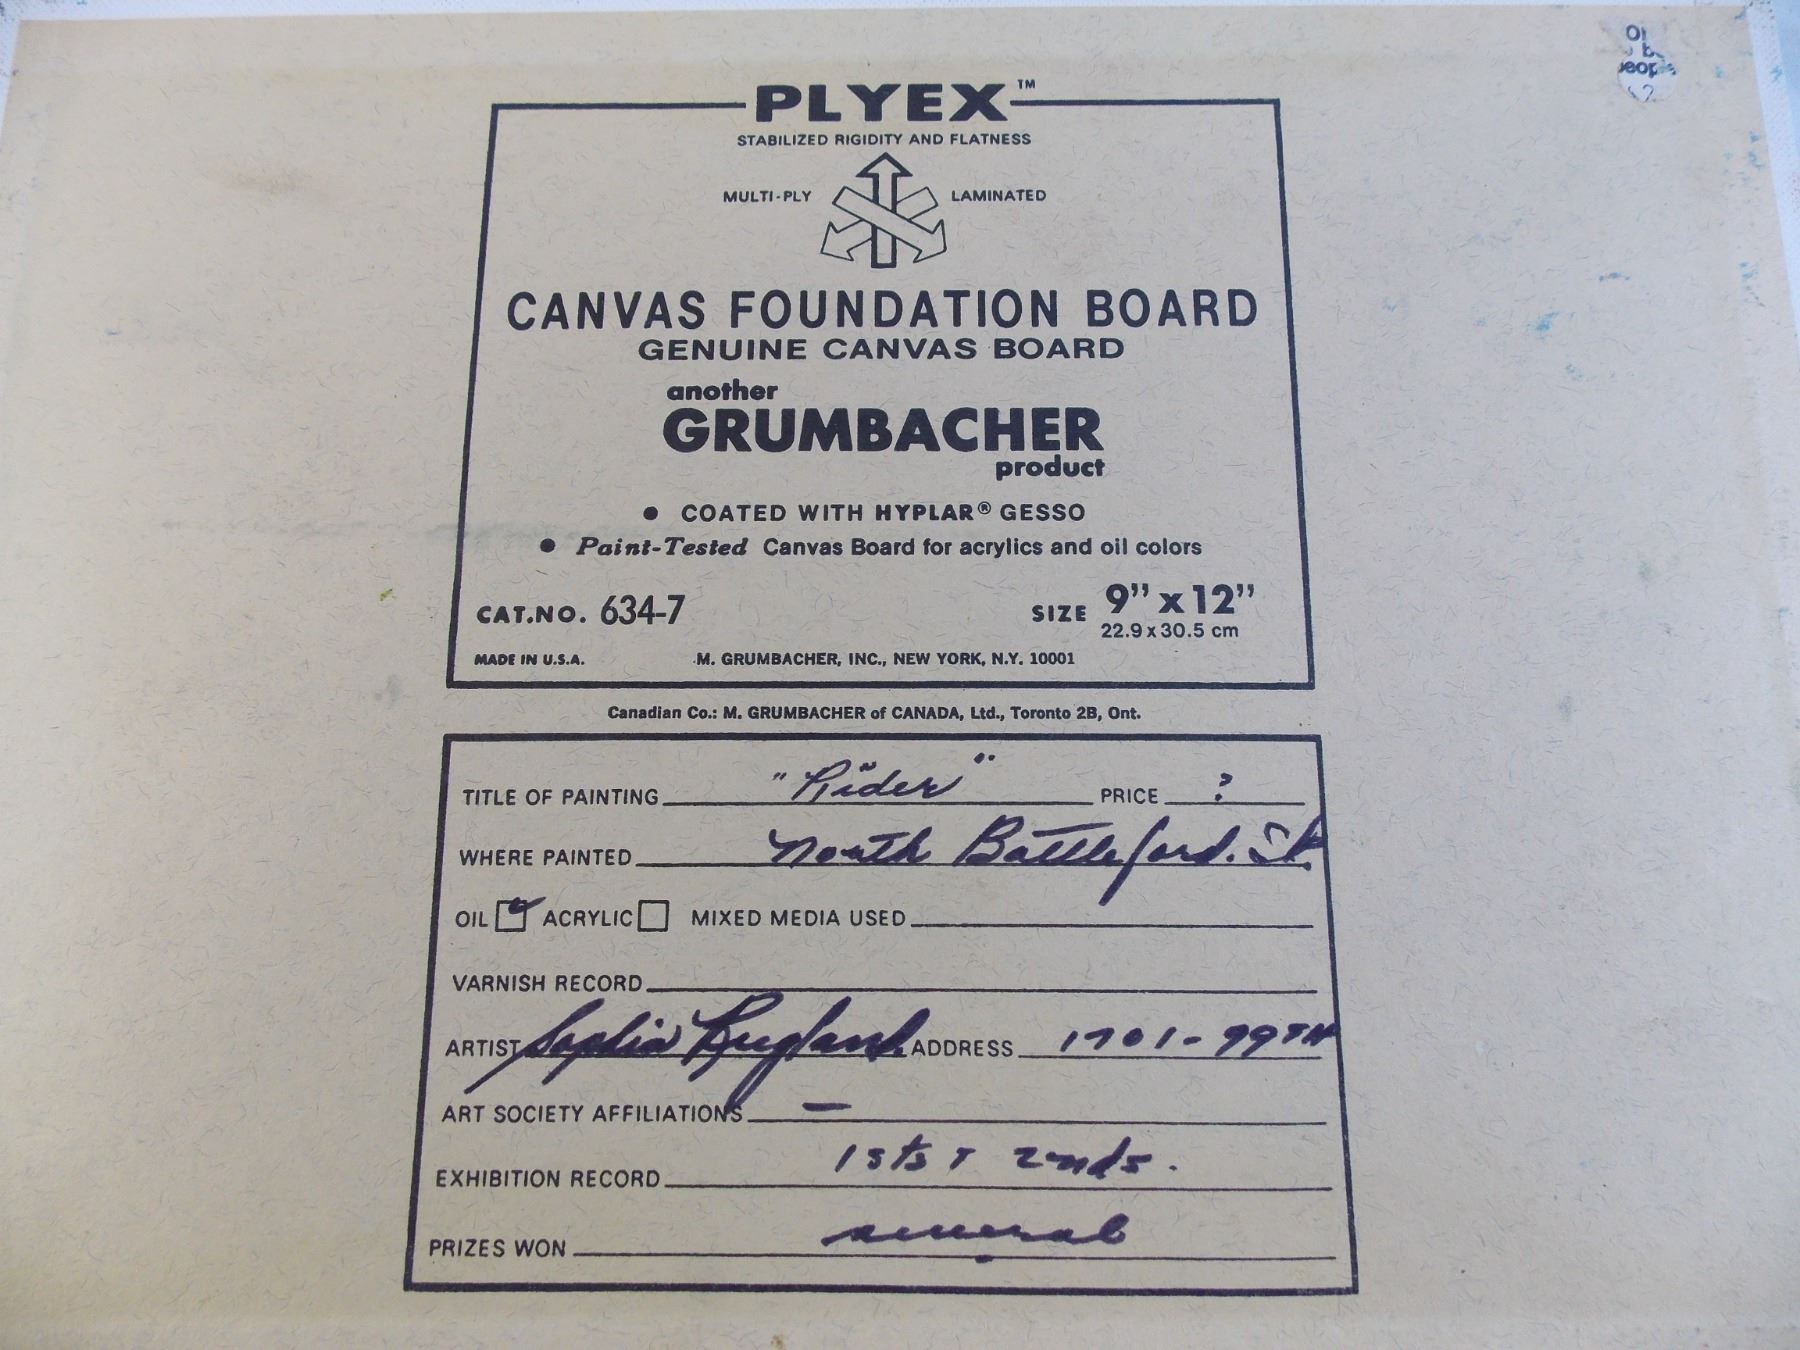 PLYEX™
STABILIZED RIGIDITY AND FLATNESS
MULTI-PLY LAMINATED
CANVAS FOUNDATION BOARD
GENUINE CANVAS BOARD
another
GRUMBACHER
product
• COATED WITH HYPLAR® GESSO
• Paint-Tested Canvas Board for acrylics and oil colors
CAT.NO. 634-7 SIZE 9" x 12"
22.9 x 30.5 cm
MADE IN U.S.A. M. GRUMBACHER, INC., NEW YORK, N.Y. 10001
Canadian Co.: M. GRUMBACHER of CANADA, Ltd., Toronto 2B, Ont.
TITLE OF PAINTING "Rider" PRICE ?
WHERE PAINTED North Battleford. Sk.
OIL ACRYLIC MIXED MEDIA USED
VARNISH RECORD
ARTIST Sophia ADDRESS 1701-99TH
ART SOCIETY AFFILIATIONS —
EXHIBITION RECORD 1sts + 2nds.
PRIZES WON several